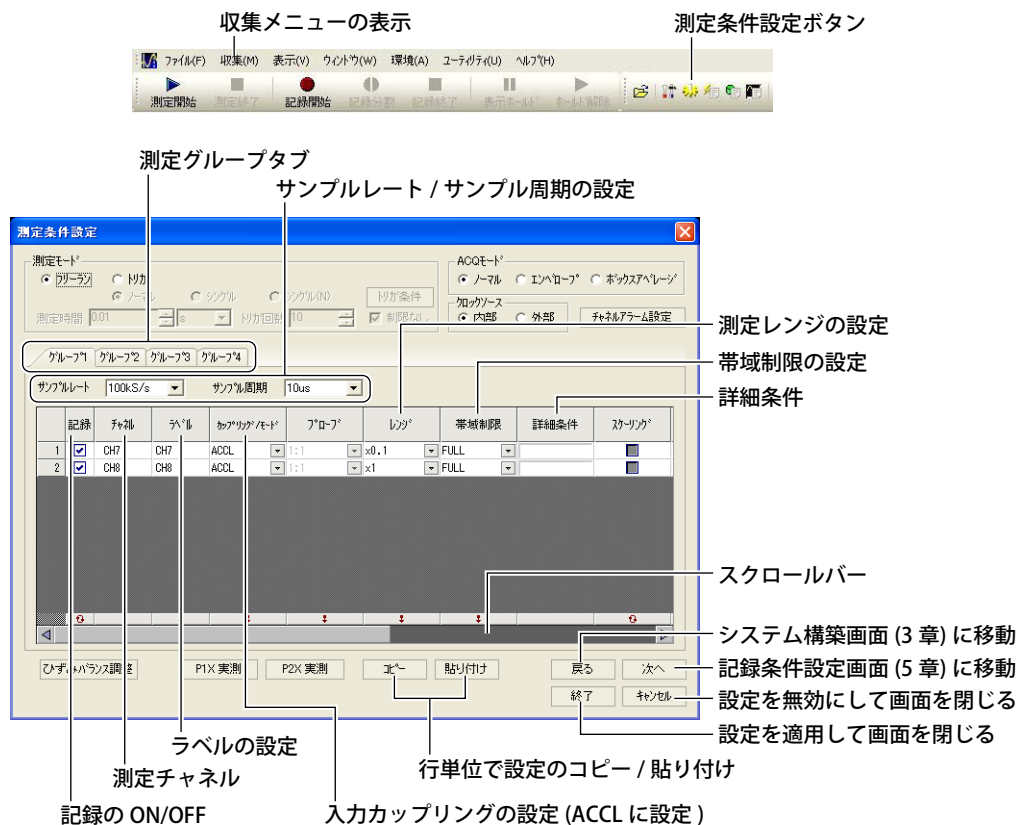 収集メニューの表示
測定条件設定ボタン
ファイル(F) 収集(M) 表示(V) ウィンドウ(W) 環境(A) ユーティリティ(U) ヘルプ(H)
測定開始 測定終了 記録開始 記録分割 記録終了 表示ホールド ホールド解除
測定グループタブ
サンプルレート / サンプル周期の設定
測定条件設定
測定モード
フリーラン トリガ
ノーマル シングル シングル(N) トリガ条件
測定時間 0.01 s トリガ回数 10 制限なし
ACQモード
ノーマル エンベロープ ボックスアベレージ
クロックソース
内部 外部 チャネルアラーム設定
グループ1 グループ2 グループ3 グループ4
サンプルレート 100kS/s サンプル周期 10us
記録 チャネル ラベル カップリング/モード プローブ レンジ 帯域制限 詳細条件 スケーリング
1 CH7 CH7 ACCL 1:1 x0.1 FULL
2 CH8 CH8 ACCL 1:1 x1 FULL
測定レンジの設定
帯域制限の設定
詳細条件
スクロールバー
ひずみバランス調整 P1X 実測 P2X 実測 コピー 貼り付け 戻る 次へ
終了 キャンセル
システム構築画面 (3 章) に移動
記録条件設定画面 (5 章) に移動
設定を無効にして画面を閉じる
設定を適用して画面を閉じる
ラベルの設定
行単位で設定のコピー / 貼り付け
測定チャネル
記録の ON/OFF
入力カップリングの設定 (ACCL に設定 )